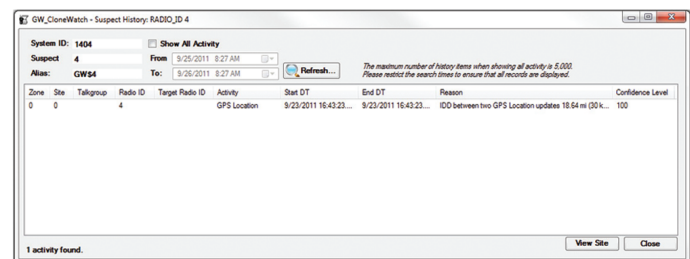 GW_CloneWatch - Suspect History: RADIO_ID 4
System ID: 1404 Show All Activity
Suspect 4 From 9/25/2011 8:27 AM
Alias: GW$4 To: 9/26/2011 8:27 AM Refresh...
The maximum number of history items when showing all activity is 5,000.
Please restrict the search times to ensure that all records are displayed.
Zone Site Talkgroup Radio ID Target Radio ID Activity Start DT End DT Reason Confidence Level
0 0 4 GPS Location 9/23/2011 16:43:23.... 9/23/2011 16:43:23.... IDD between two GPS Location updates 18.64 mi (30 k... 100
1 activity found.
View Site Close